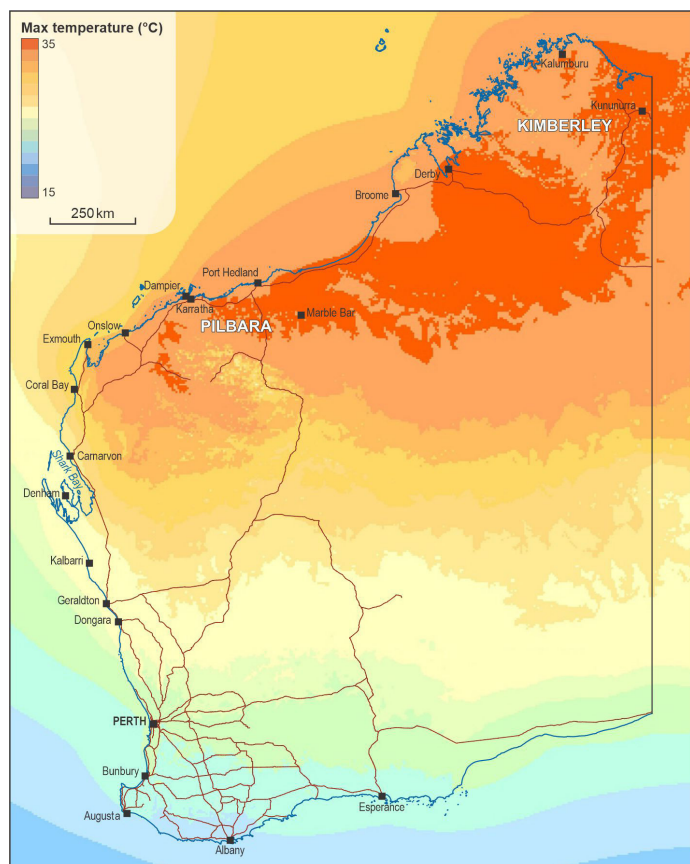 Max temperature (°C)
35
15
250 km
Kalumburu
Kununurra
KIMBERLEY
Derby
Broome
Port Hedland
Dampier
Karratha
Marble Bar
PILBARA
Onslow
Exmouth
Coral Bay
Carnarvon
Shark Bay
Denham
Kalbarri
Geraldton
Dongara
PERTH
Bunbury
Augusta
Esperance
Albany